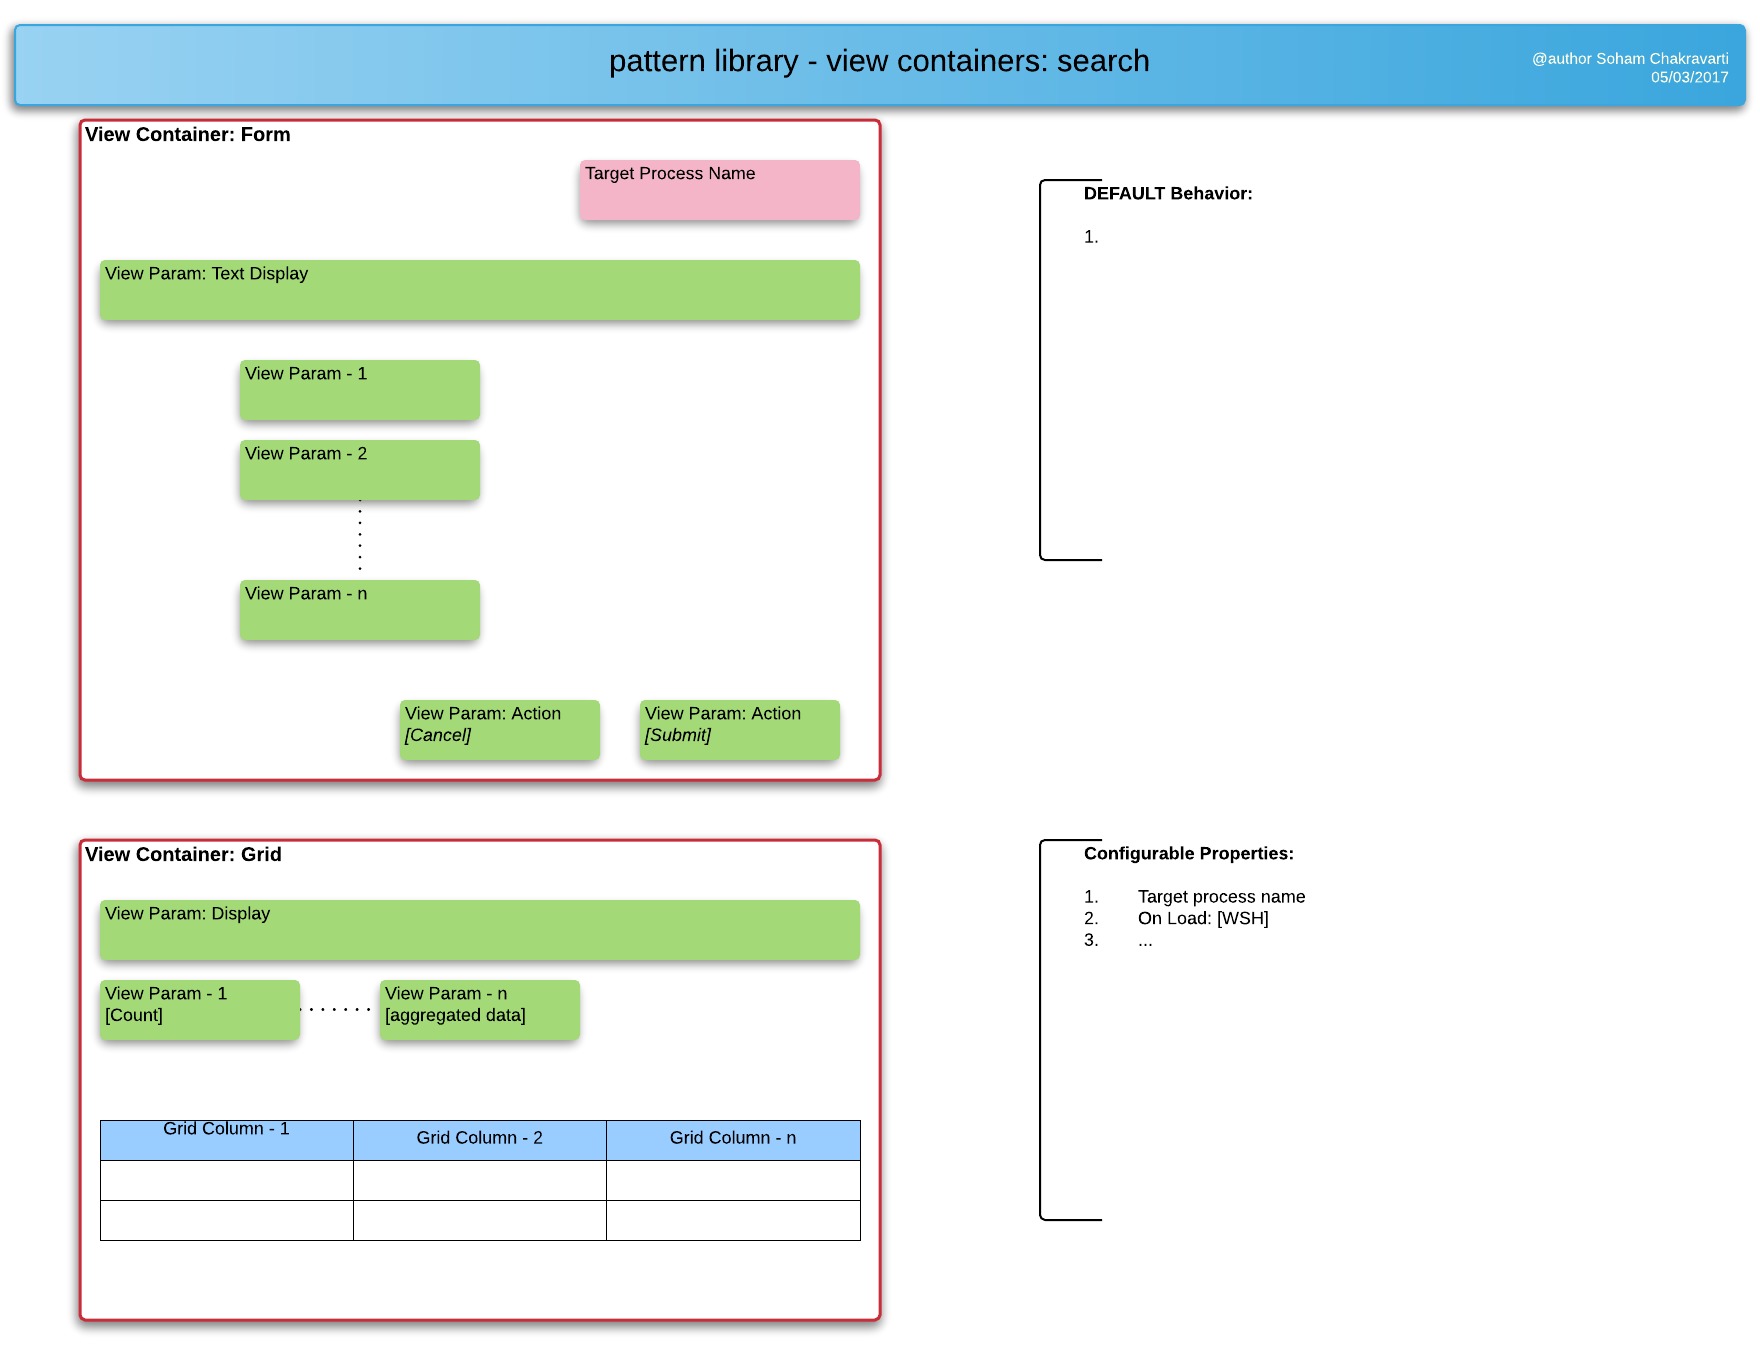 pattern library - view containers: search
@author Soham Chakravarti
05/03/2017
View Container: Form
Target Process Name
View Param: Text Display
View Param - 1
View Param - 2
View Param - n
View Param: Action
[Cancel]
View Param: Action
[Submit]
DEFAULT Behavior:
1.
View Container: Grid
View Param: Display
View Param - 1
[Count]
View Param - n
[aggregated data]
Grid Column - 1
Grid Column - 2
Grid Column - n
Configurable Properties:
1. Target process name
2. On Load: [WSH]
3. ...